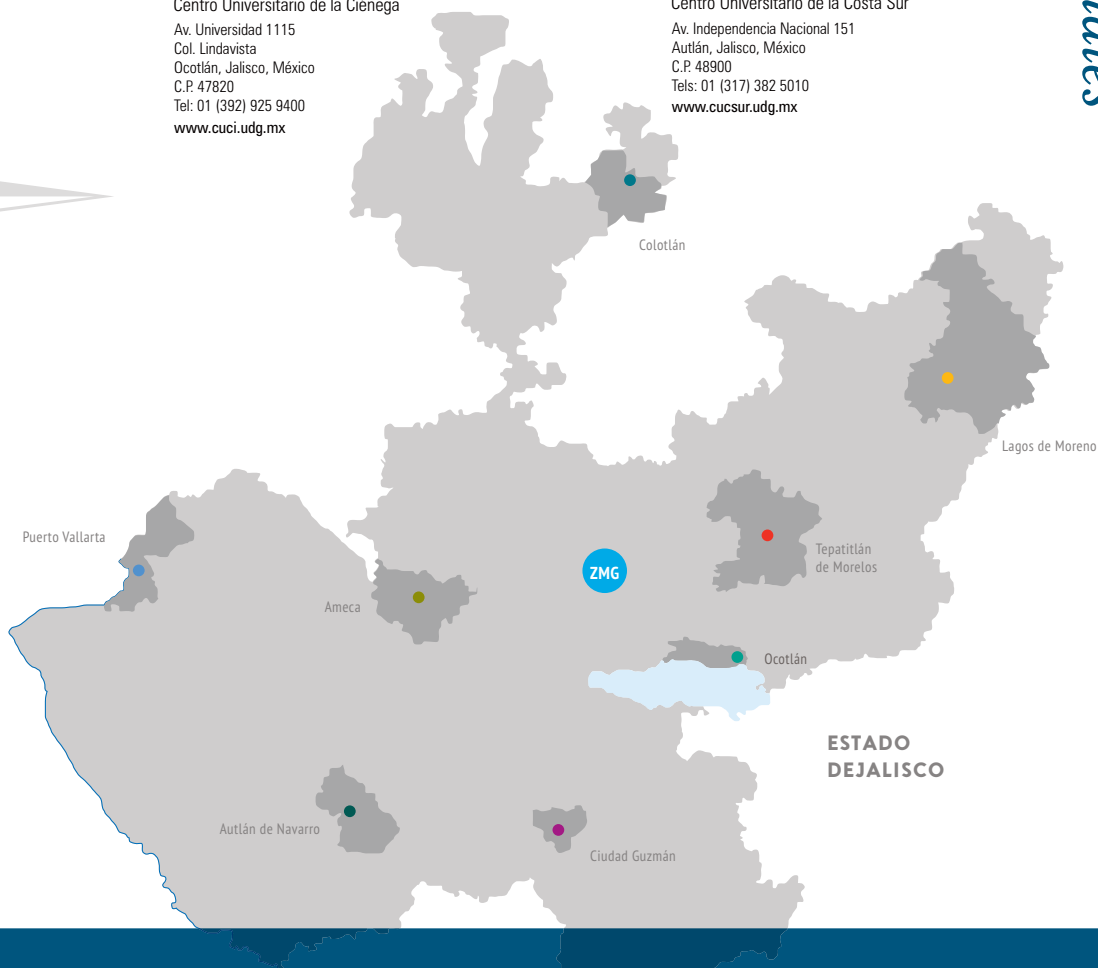 Centro Universitario de la Ciénega
Av. Universidad 1115
Col. Lindavista
Ocotlán, Jalisco, México
C.P. 47820
Tel: 01 (392) 925 9400
www.cuci.udg.mx
Centro Universitario de la Costa Sur
Av. Independencia Nacional 151
Autlán, Jalisco, México
C.P. 48900
Tels: 01 (317) 382 5010
www.cucsur.udg.mx
Colotlán
Lagos de Moreno
Puerto Vallarta
Tepatitlán
de Morelos
ZMG
Ameca
Ocotlán
ESTADO
DEJALISCO
Autlán de Navarro
Ciudad Guzmán